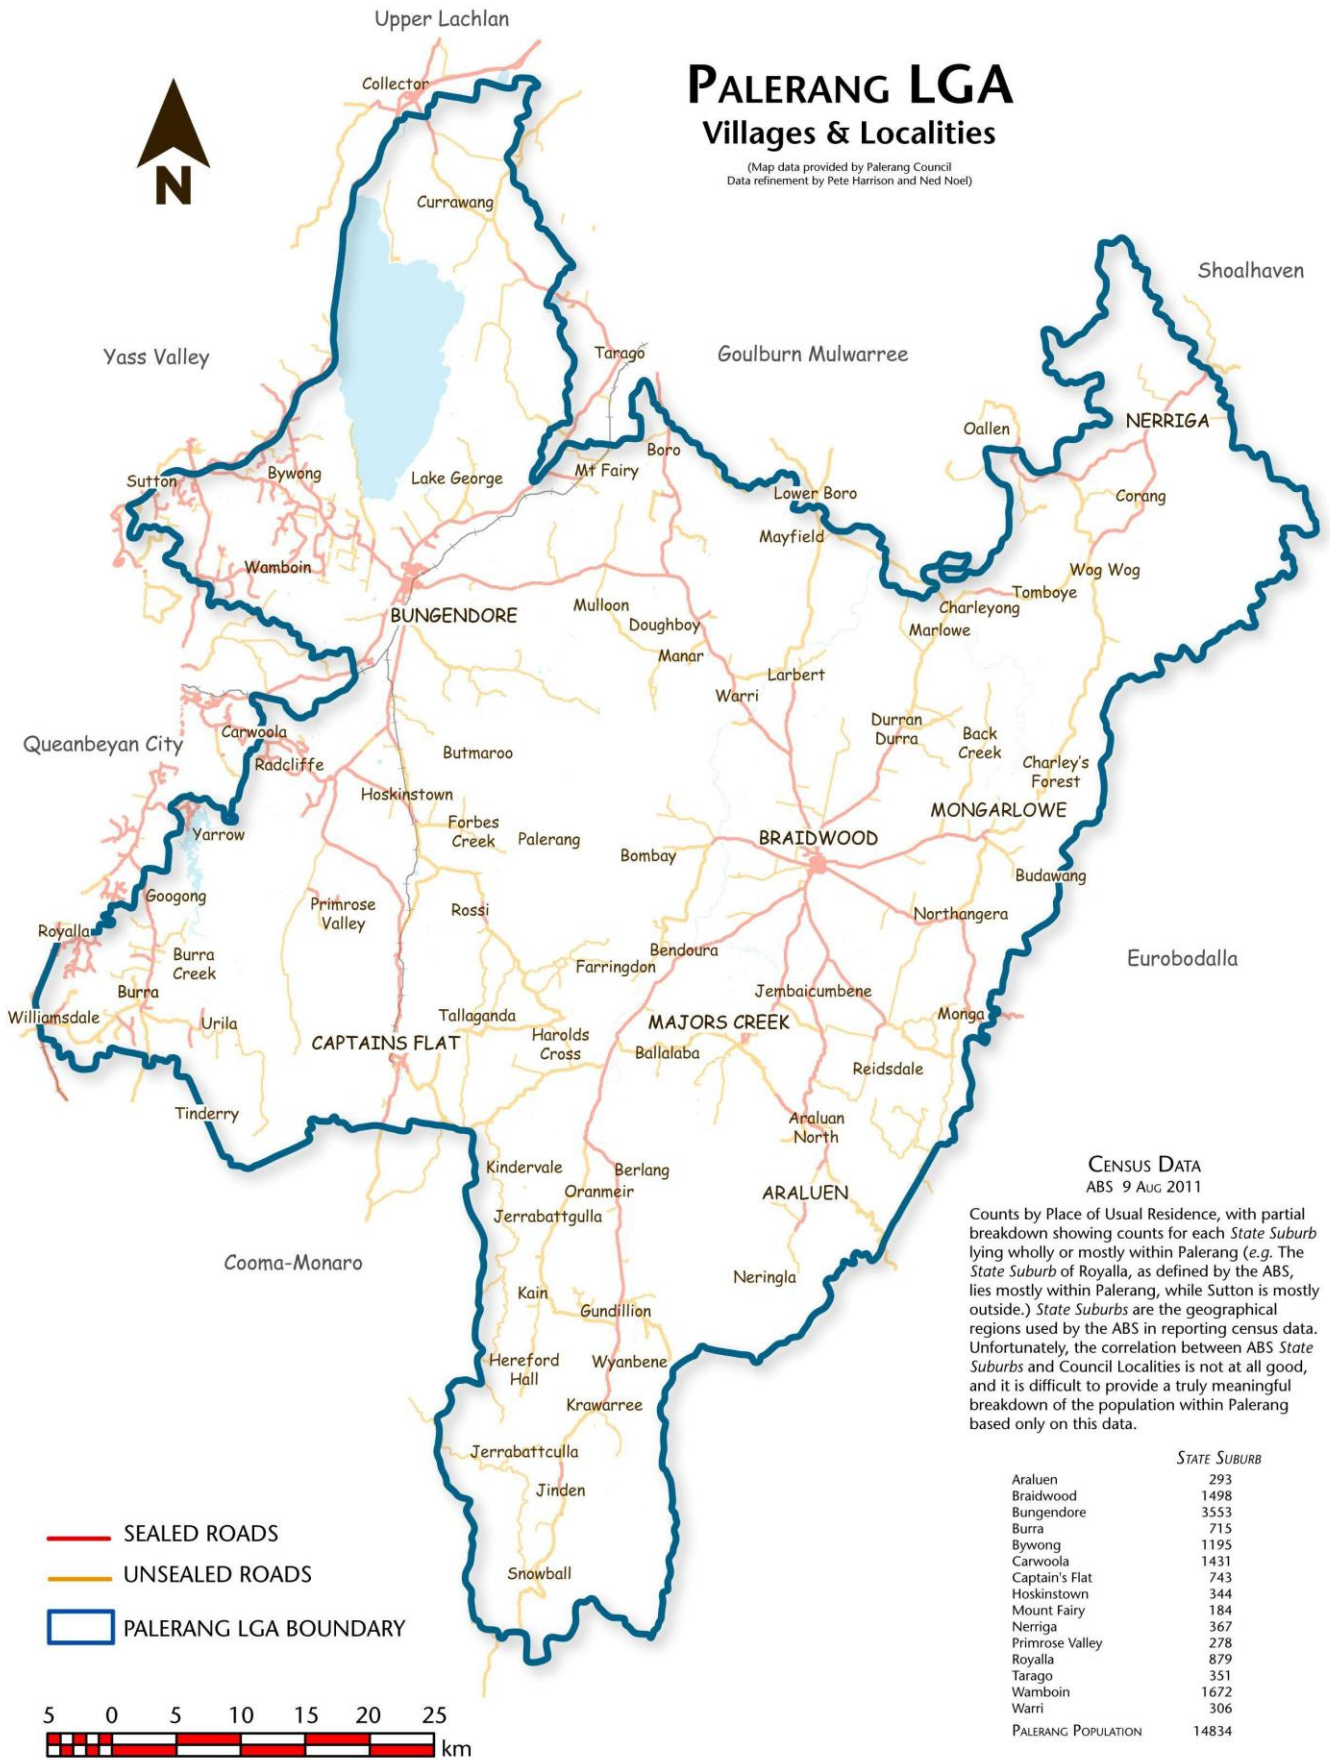 Upper Lachlan
PALERANG LGA
Villages & Localities
(Map data provided by Palerang Council
Data refinement by Pete Harrison and Ned Noel)
N
Collector
Currawang
Shoalhaven
Yass Valley
Tarago
Goulburn Mulwarree
NERRIGA
Oallen
Boro
Mt Fairy
Bywong
Lake George
Sutton
Lower Boro
Corang
Mayfield
Wamboin
Wog Wog
Tomboye
Mulloon
Charleyong
BUNGENDORE
Doughboy
Marlowe
Manar
Larbert
Warri
Durran
Durra
Back
Creek
Carwoola
Queanbeyan City
Butmaroo
Radcliffe
Charley's
Forest
Hoskinstown
MONGARLOWE
Forbes
Creek
Palerang
BRAIDWOOD
Yarrow
Bombay
Budawang
Googong
Primrose
Valley
Rossi
Northangera
Royalla
Bendoura
Burra
Creek
Farringdon
Eurobodalla
Burra
Jembaicumbene
Williamsdale
Urila
Tallaganda
MAJORS CREEK
Monga
CAPTAINS FLAT
Harolds
Cross
Ballalaba
Reidsdale
Tinderry
Araluan
North
Kindervale
Berlang
Oranmeir
ARALUEN
Jerrabattgulla
Cooma-Monaro
Neringla
Kain
Gundillion
Hereford
Hall
Wyanbene
Krawarree
Jerrabattculla
Jinden
Snowball
CENSUS DATA
ABS 9 AUG 2011
Counts by Place of Usual Residence, with partial
breakdown showing counts for each State Suburb
lying wholly or mostly within Palerang (e.g. The
State Suburb of Royalla, as defined by the ABS,
lies mostly within Palerang, while Sutton is mostly
outside.) State Suburbs are the geographical
regions used by the ABS in reporting census data.
Unfortunately, the correlation between ABS State
Suburbs and Council Localities is not at all good,
and it is difficult to provide a truly meaningful
breakdown of the population within Palerang
based only on this data.
STATE SUBURB
Araluen 293
Braidwood 1498
Bungendore 3553
Burra 715
Bywong 1195
Carwoola 1431
Captain's Flat 743
Hoskinstown 344
Mount Fairy 184
Nerriga 367
Primrose Valley 278
Royalla 879
Tarago 351
Wamboin 1672
Warri 306
PALERANG POPULATION 14834
SEALED ROADS
UNSEALED ROADS
PALERANG LGA BOUNDARY
5 0 5 10 15 20 25
km